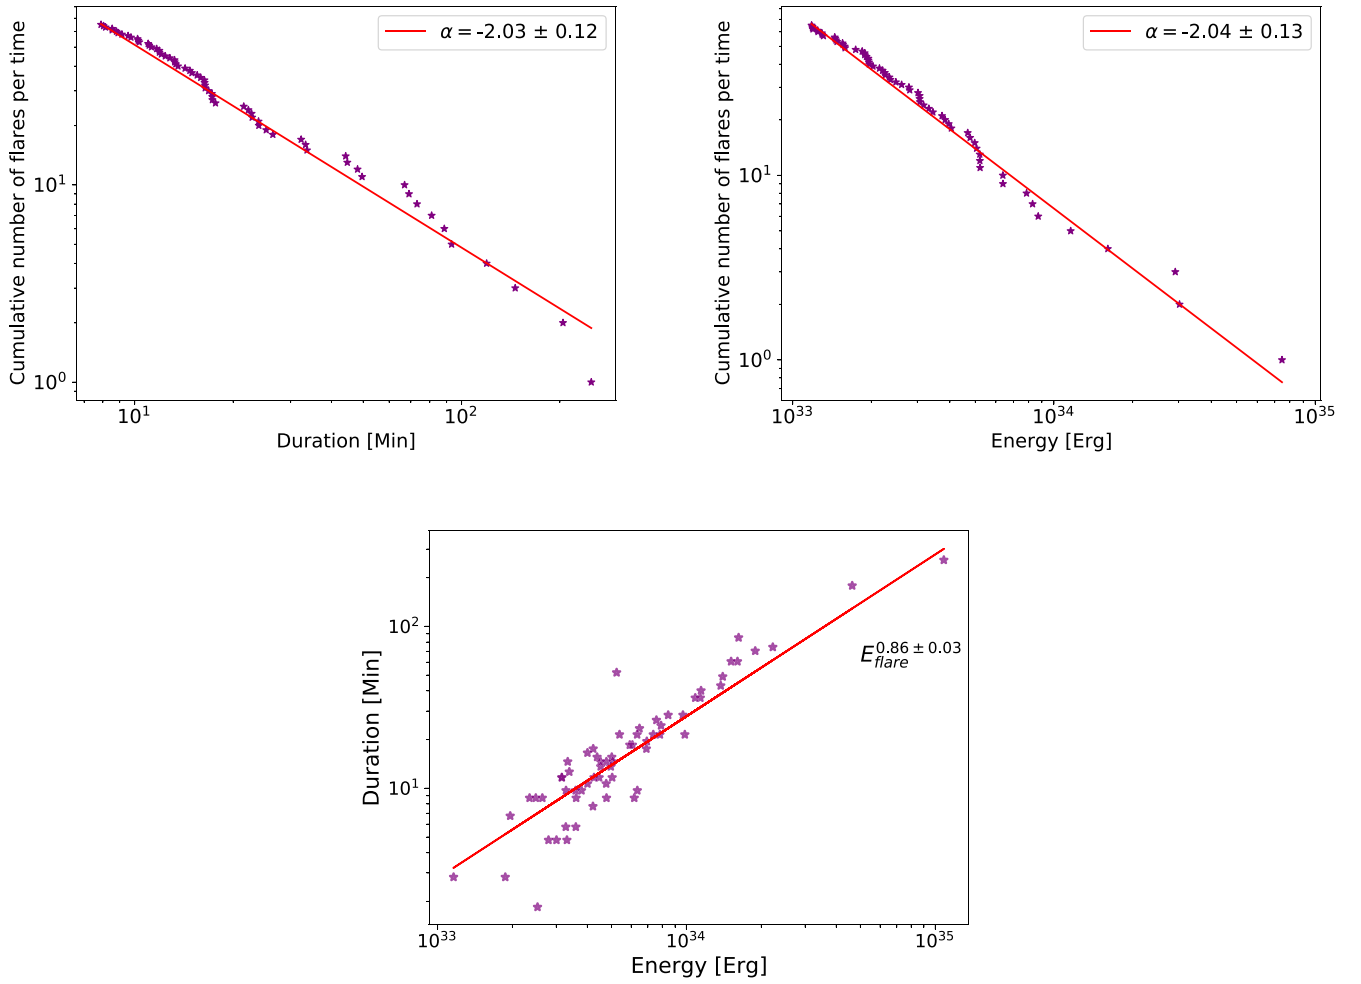 Cumulative number of flares per time
10¹
10⁰
α = -2.03 ± 0.12
10¹
10²
Duration [Min]
Cumulative number of flares per time
10¹
10⁰
α = -2.04 ± 0.13
10³³
10³⁴
10³⁵
Energy [Erg]
Duration [Min]
10²
10¹
E_flare^0.86 ± 0.03
10³³
10³⁴
10³⁵
Energy [Erg]